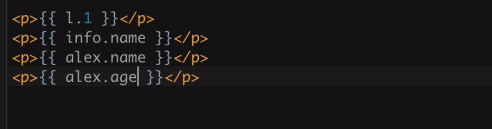 <p>{{ l.1 }}</p>
<p>{{ info.name }}</p>
<p>{{ alex.name }}</p>
<p>{{ alex.age }}</p>